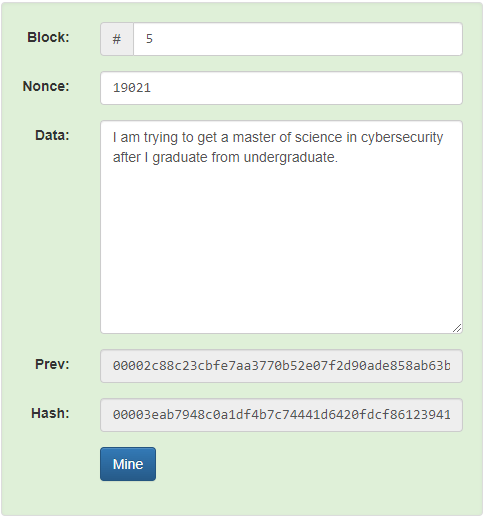 Block: # 5
Nonce: 19021
Data: I am trying to get a master of science in cybersecurity
after I graduate from undergraduate.
Prev: 00002c88c23cbfe7aa3770b52e07f2d90ade858ab63b
Hash: 00003eab7948c0a1df4b7c74441d6420fdcf86123941
Mine